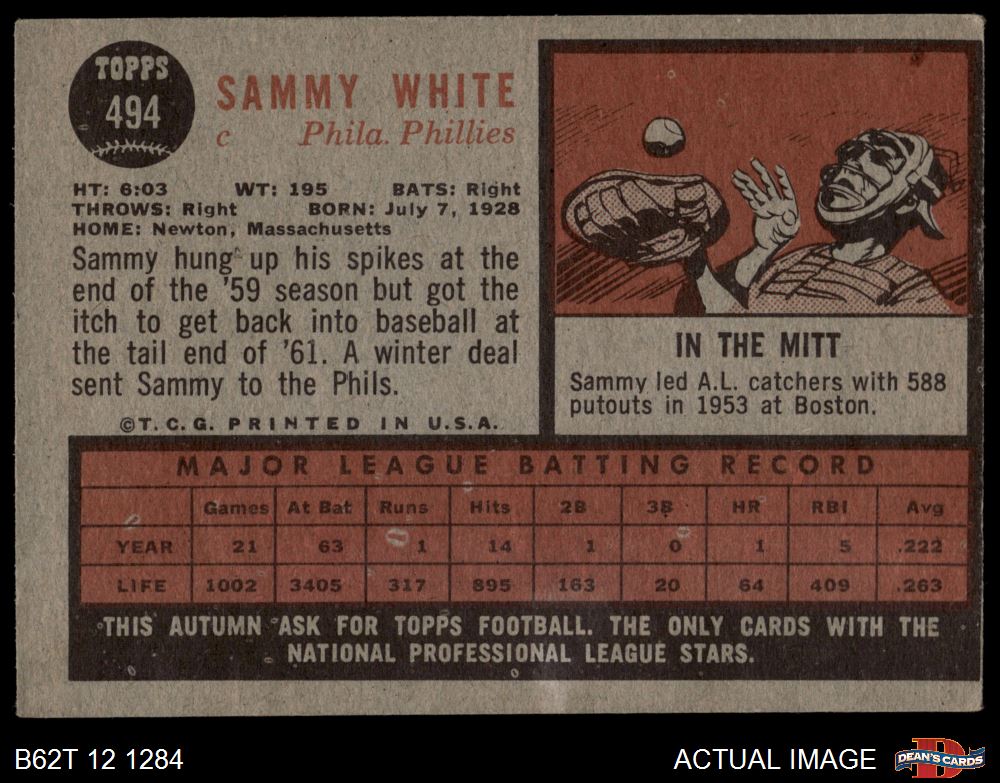 TOPPS
494
SAMMY WHITE
c Phila. Phillies
HT: 6:03 WT: 195 BATS: Right
THROWS: Right BORN: July 7, 1928
HOME: Newton, Massachusetts
Sammy hung up his spikes at the
end of the '59 season but got the
itch to get back into baseball at
the tail end of '61. A winter deal
sent Sammy to the Phils.
©T.C.G. PRINTED IN U.S.A.
IN THE MITT
Sammy led A.L. catchers with 588
putouts in 1953 at Boston.
MAJOR LEAGUE BATTING RECORD
Games At Bat Runs Hits 2B 3B HR RBI Avg
YEAR 21 63 1 14 1 0 1 5 .222
LIFE 1002 3405 317 895 163 20 64 409 .263
THIS AUTUMN ASK FOR TOPPS FOOTBALL. THE ONLY CARDS WITH THE
NATIONAL PROFESSIONAL LEAGUE STARS.
B62T 12 1284 ACTUAL IMAGE
D
DEAN'S CARDS